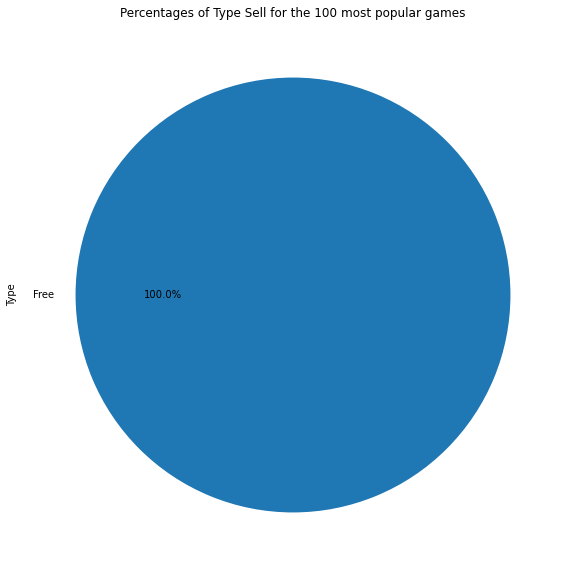 Percentages of Type Sell for the 100 most popular games
Type
Free
100.0%